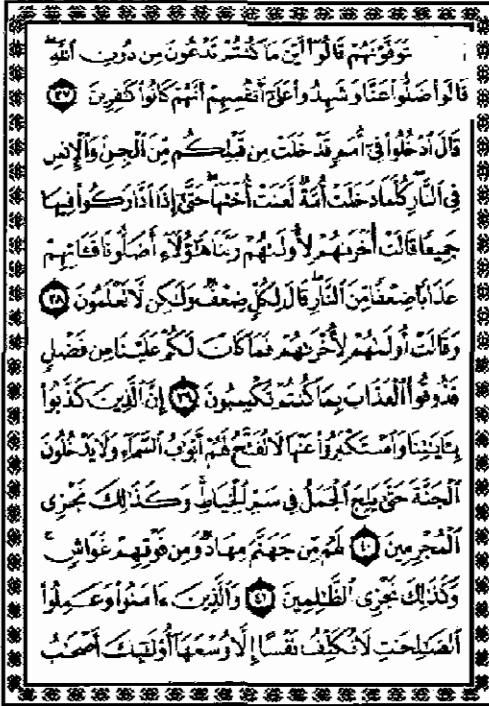 يَتَوَفَّوْنَهُمْ قَالُوٓا۟ أَيْنَ مَا كُنتُمْ تَدْعُونَ مِن دُونِ ٱللَّهِ ۖ
قَالُوا۟ ضَلُّوا۟ عَنَّا وَشَهِدُوا۟ عَلَىٰٓ أَنفُسِهِمْ أَنَّهُمْ كَانُوا۟ كَـٰفِرِينَ ٣٧
قَالَ ٱدْخُلُوا۟ فِىٓ أُمَمٍ قَدْ خَلَتْ مِن قَبْلِكُم مِّنَ ٱلْجِنِّ وَٱلْإِنسِ
فِى ٱلنَّارِ ۖ كُلَّمَا دَخَلَتْ أُمَّةٌ لَّعَنَتْ أُخْتَهَا ۖ حَتَّىٰٓ إِذَا ٱدَّارَكُوا۟ فِيهَا
جَمِيعًا قَالَتْ أُخْرَىٰهُمْ لِأُولَىٰهُمْ رَبَّنَا هَـٰٓؤُلَآءِ أَضَلُّونَا فَـَٔاتِهِمْ
عَذَابًا ضِعْفًا مِّنَ ٱلنَّارِ ۖ قَالَ لِكُلٍّ ضِعْفٌ وَلَـٰكِن لَّا تَعْلَمُونَ ٣٨
وَقَالَتْ أُولَىٰهُمْ لِأُخْرَىٰهُمْ فَمَا كَانَ لَكُمْ عَلَيْنَا مِن فَضْلٍ
فَذُوقُوا۟ ٱلْعَذَابَ بِمَا كُنتُمْ تَكْسِبُونَ ٣٩ إِنَّ ٱلَّذِينَ كَذَّبُوا۟
بِـَٔايَـٰتِنَا وَٱسْتَكْبَرُوا۟ عَنْهَا لَا تُفَتَّحُ لَهُمْ أَبْوَٰبُ ٱلسَّمَآءِ وَلَا يَدْخُلُونَ
ٱلْجَنَّةَ حَتَّىٰ يَلِجَ ٱلْجَمَلُ فِى سَمِّ ٱلْخِيَاطِ ۚ وَكَذَٰلِكَ نَجْزِى
ٱلْمُجْرِمِينَ ٤٠ لَهُم مِّن جَهَنَّمَ مِهَادٌ وَمِن فَوْقِهِمْ غَوَاشٍ ۚ
وَكَذَٰلِكَ نَجْزِى ٱلظَّـٰلِمِينَ ٤١ وَٱلَّذِينَ ءَامَنُوا۟ وَعَمِلُوا۟
ٱلصَّـٰلِحَـٰتِ لَا نُكَلِّفُ نَفْسًا إِلَّا وُسْعَهَآ أُو۟لَـٰٓئِكَ أَصْحَـٰبُ